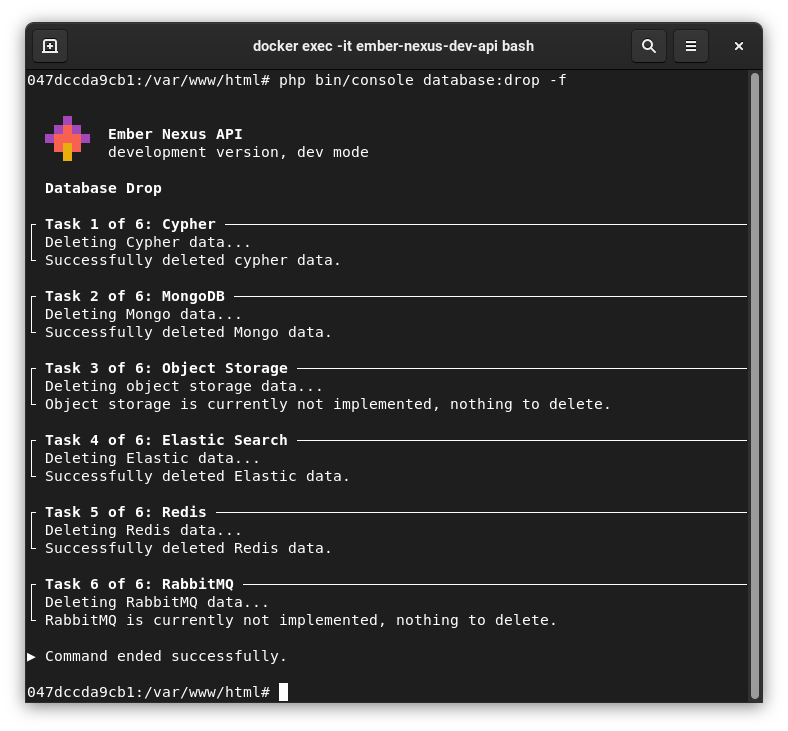 docker exec -it ember-nexus-dev-api bash
047dccda9cb1:/var/www/html# php bin/console database:drop -f
Ember Nexus API
development version, dev mode
Database Drop
Task 1 of 6: Cypher
Deleting Cypher data...
Successfully deleted cypher data.
Task 2 of 6: MongoDB
Deleting Mongo data...
Successfully deleted Mongo data.
Task 3 of 6: Object Storage
Deleting object storage data...
Object storage is currently not implemented, nothing to delete.
Task 4 of 6: Elastic Search
Deleting Elastic data...
Successfully deleted Elastic data.
Task 5 of 6: Redis
Deleting Redis data...
Successfully deleted Redis data.
Task 6 of 6: RabbitMQ
Deleting RabbitMQ data...
RabbitMQ is currently not implemented, nothing to delete.
► Command ended successfully.
047dccda9cb1:/var/www/html#